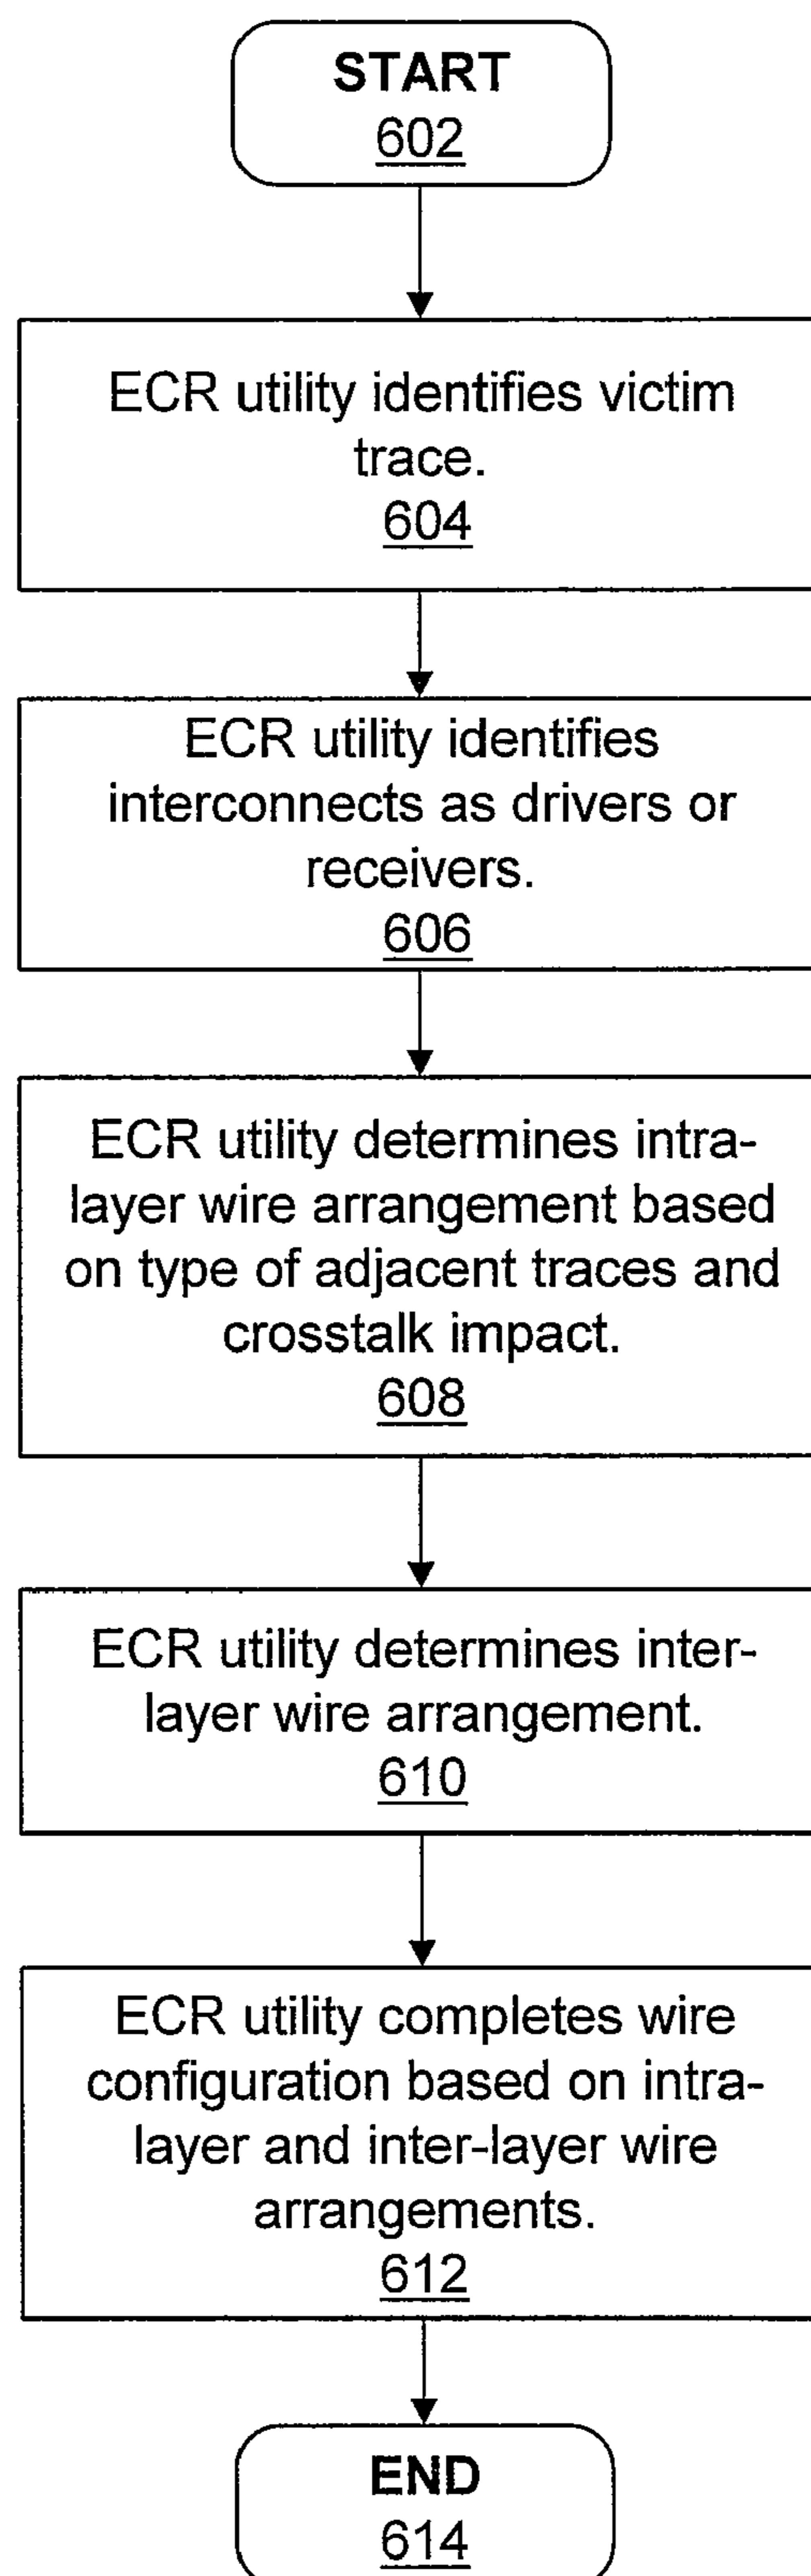 START
602
ECR utility identifies victim
trace.
604
ECR utility identifies
interconnects as drivers or
receivers.
606
ECR utility determines intra-
layer wire arrangement based
on type of adjacent traces and
crosstalk impact.
608
ECR utility determines inter-
layer wire arrangement.
610
ECR utility completes wire
configuration based on intra-
layer and inter-layer wire
arrangements.
612
END
614